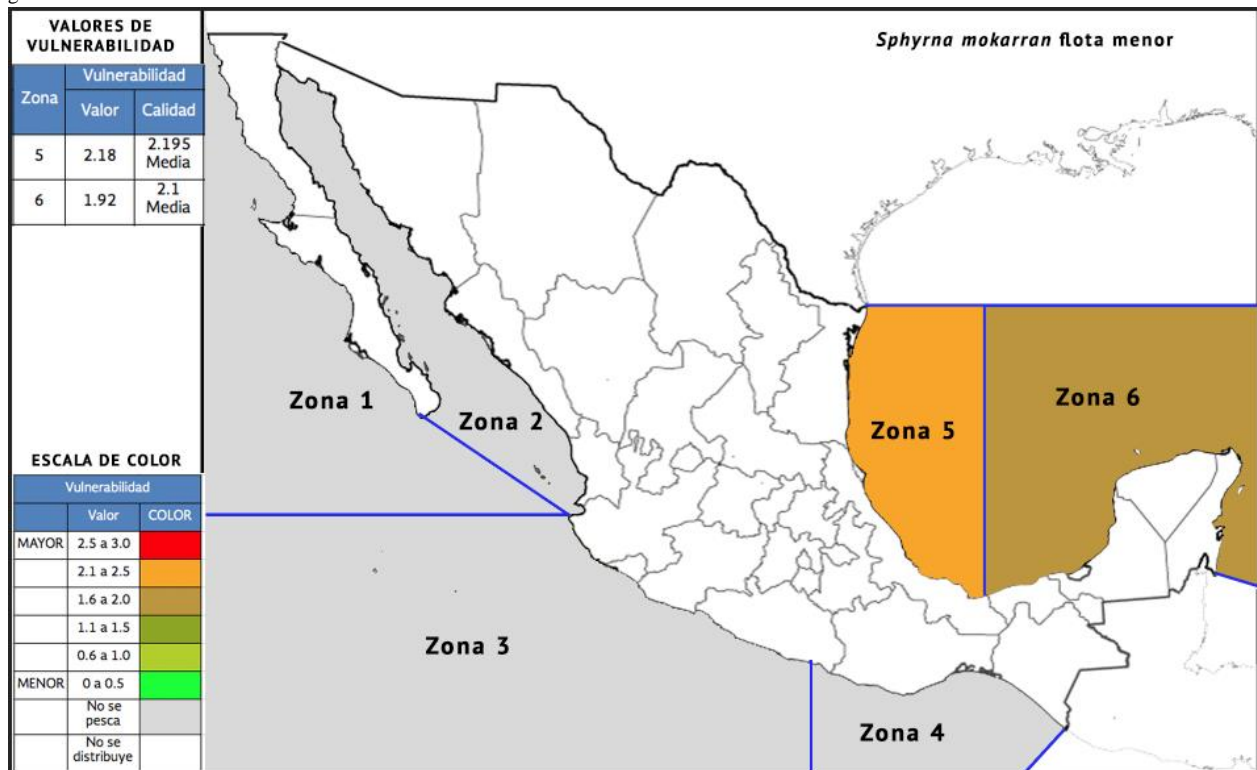 VALORES DE
VULNERABILIDAD
Zona
Vulnerabilidad
Valor
Calidad
5
2.18
2.195
Media
6
1.92
2.1
Media
Sphyrna mokarran flota menor
Zona 1
Zona 2
Zona 3
Zona 4
Zona 5
Zona 6
ESCALA DE COLOR
Vulnerabilidad
Valor
COLOR
MAYOR
2.5 a 3.0
2.1 a 2.5
1.6 a 2.0
1.1 a 1.5
0.6 a 1.0
MENOR
0 a 0.5
No se
pesca
No se
distribuye